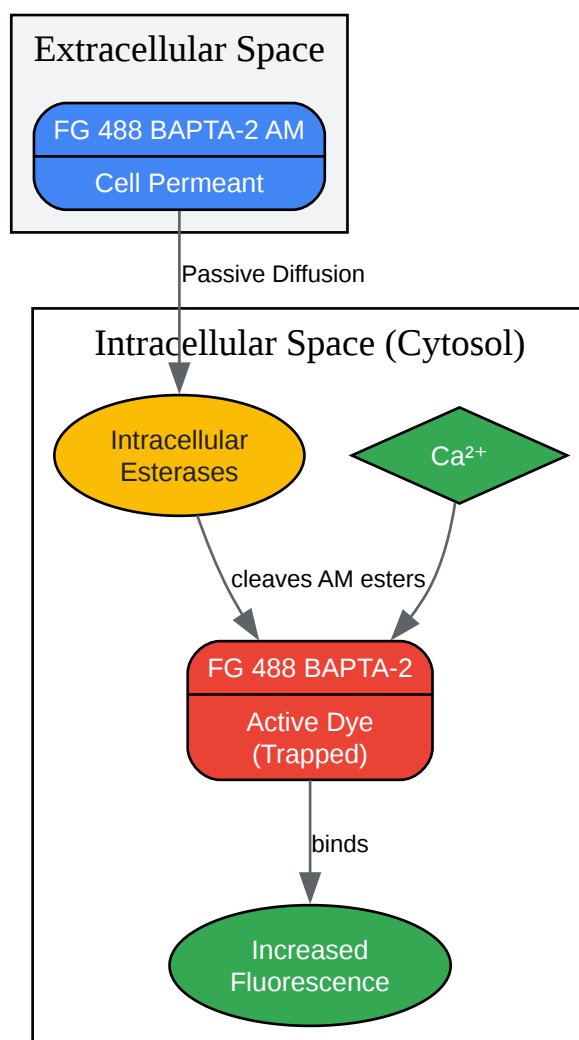 Extracellular Space
FG 488 BAPTA-2 AM
Cell Permeant
Passive Diffusion
Intracellular Space (Cytosol)
Intracellular
Esterases
Ca²⁺
cleaves AM esters
FG 488 BAPTA-2
Active Dye
(Trapped)
binds
Increased
Fluorescence